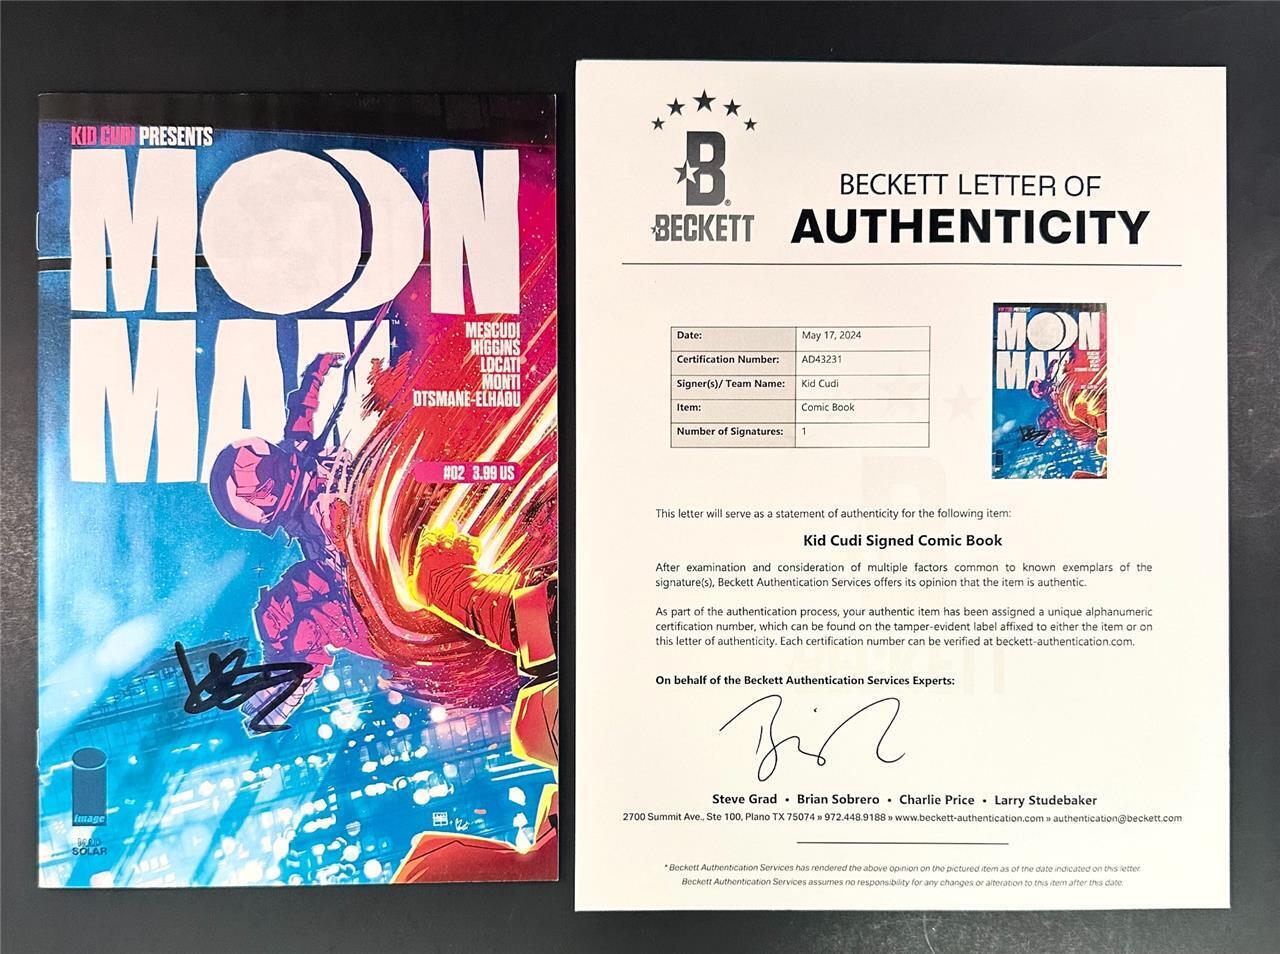 KID CUDI PRESENTS
MOON
MAN
™
MESCUDI
HIGGINS
LOCATI
MONTI
OTSMANE-ELHAOU
#02 3.99 US
image
MAD
SOLAR
B
®
BECKETT
BECKETT LETTER OF
AUTHENTICITY
Date: May 17, 2024
Certification Number: AD43231
Signer(s)/ Team Name: Kid Cudi
Item: Comic Book
Number of Signatures: 1
MOON
MAN
This letter will serve as a statement of authenticity for the following item:
Kid Cudi Signed Comic Book
After examination and consideration of multiple factors common to known exemplars of the
signature(s), Beckett Authentication Services offers its opinion that the item is authentic.
As part of the authentication process, your authentic item has been assigned a unique alphanumeric
certification number, which can be found on the tamper-evident label affixed to either the item or on
this letter of authenticity. Each certification number can be verified at beckett-authentication.com.
On behalf of the Beckett Authentication Services Experts:
Steve Grad • Brian Sobrero • Charlie Price • Larry Studebaker
2700 Summit Ave., Ste 100, Plano TX 75074 » 972.448.9188 » www.beckett-authentication.com » authentication@beckett.com
* Beckett Authentication Services has rendered the above opinion on the pictured item as of the date indicated on this letter.
Beckett Authentication Services assumes no responsibility for any changes or alteration to this item after this date.